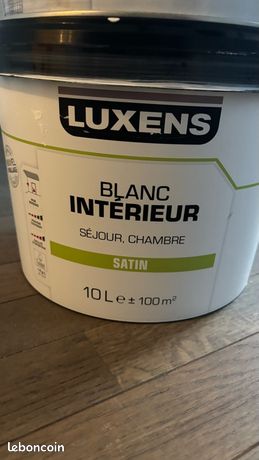 LUXENS
BLANC
INTÉRIEUR
SÉJOUR, CHAMBRE
SATIN
10 L e ± 100 m²
leboncoin